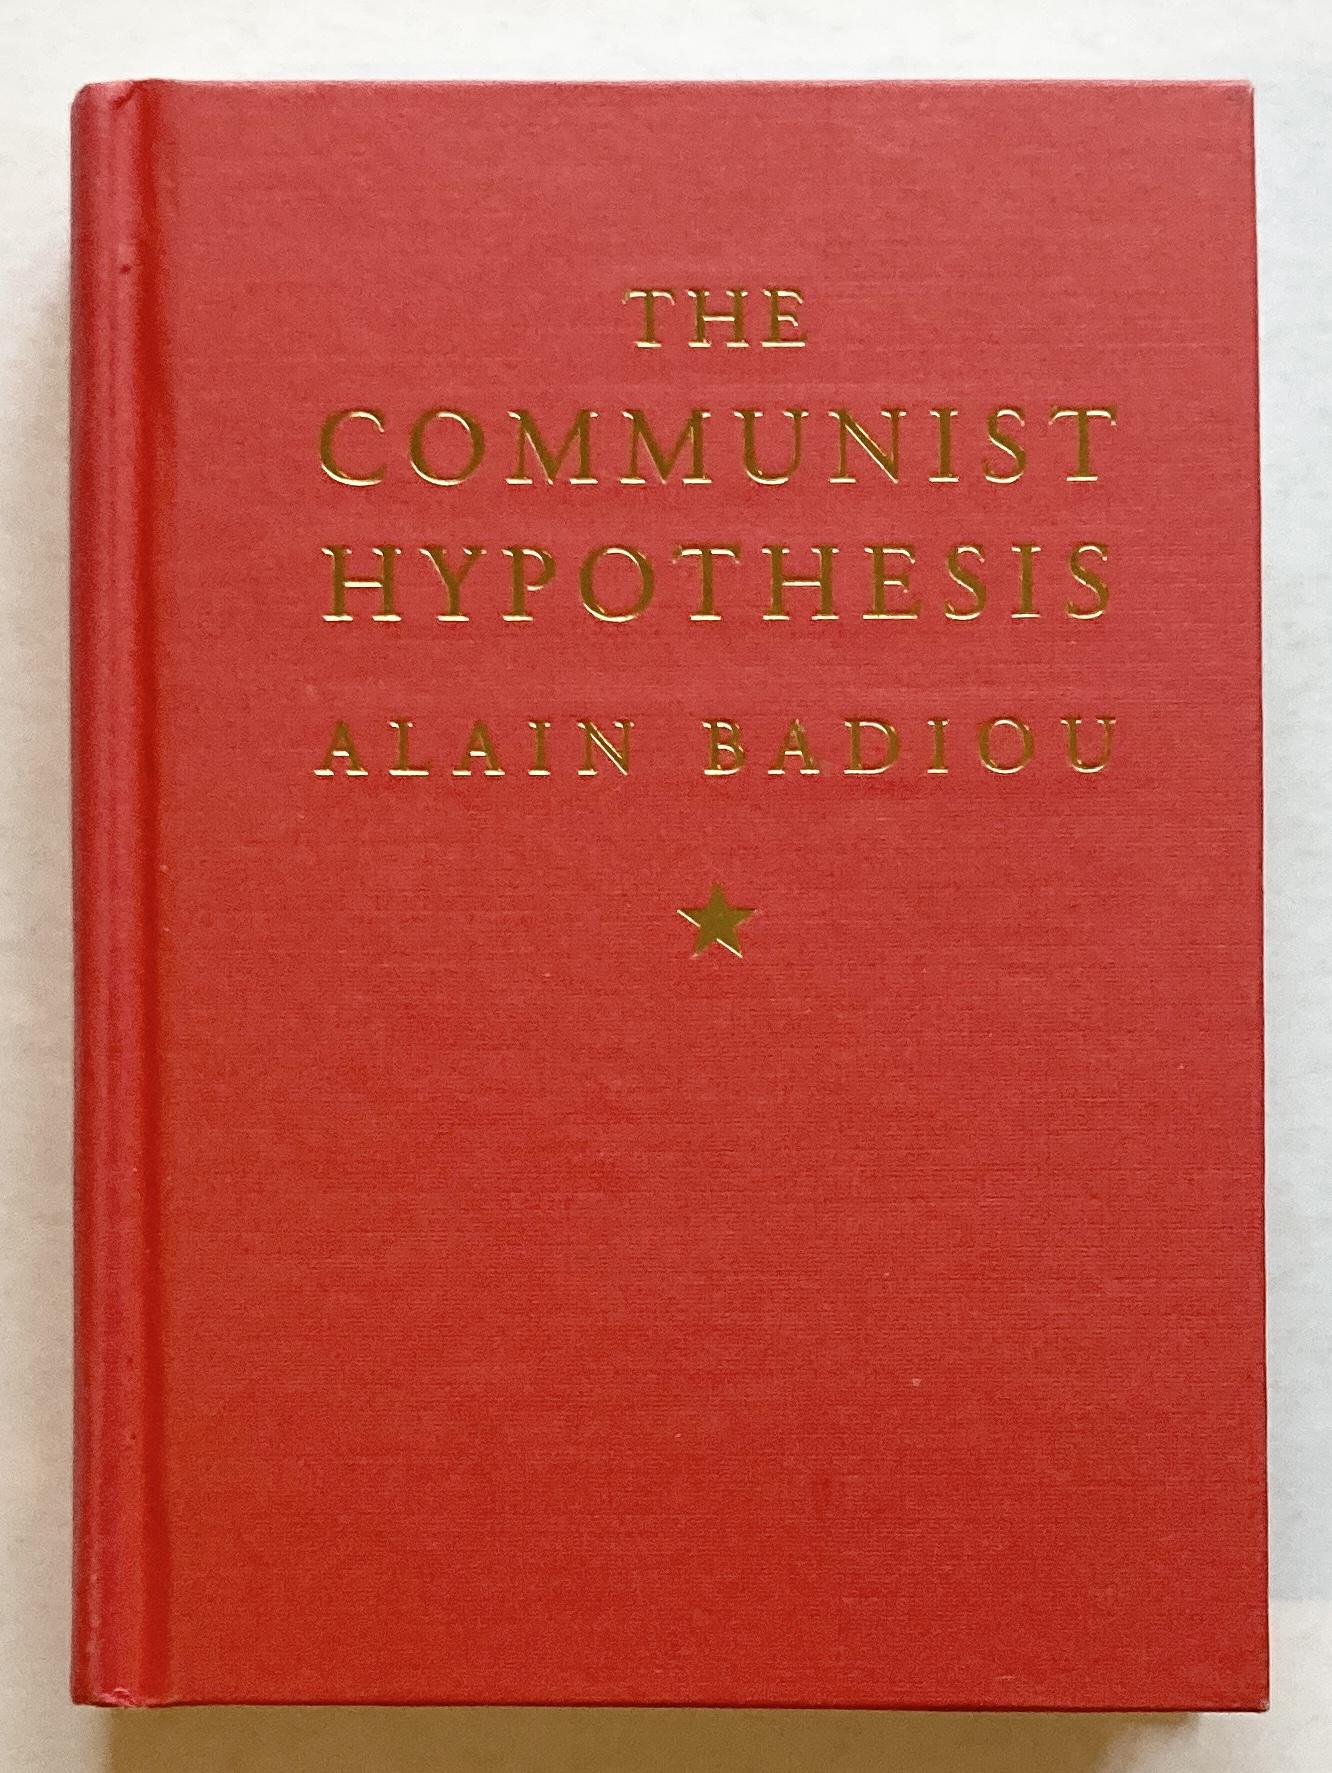 THE
COMMUNIST
HYPOTHESIS
ALAIN BADIOU